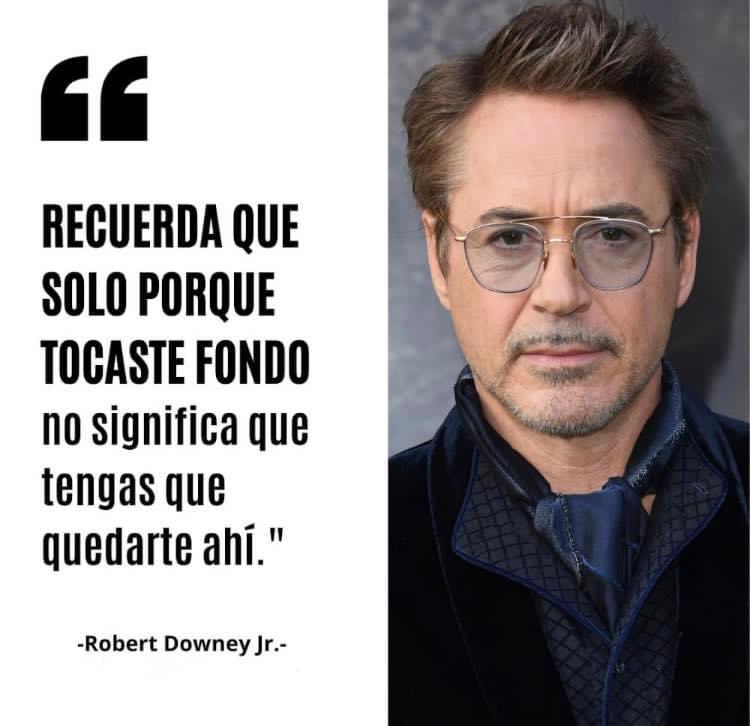 “
RECUERDA QUE
SOLO PORQUE
TOCASTE FONDO
no significa que
tengas que
quedarte ahí."
-Robert Downey Jr.-